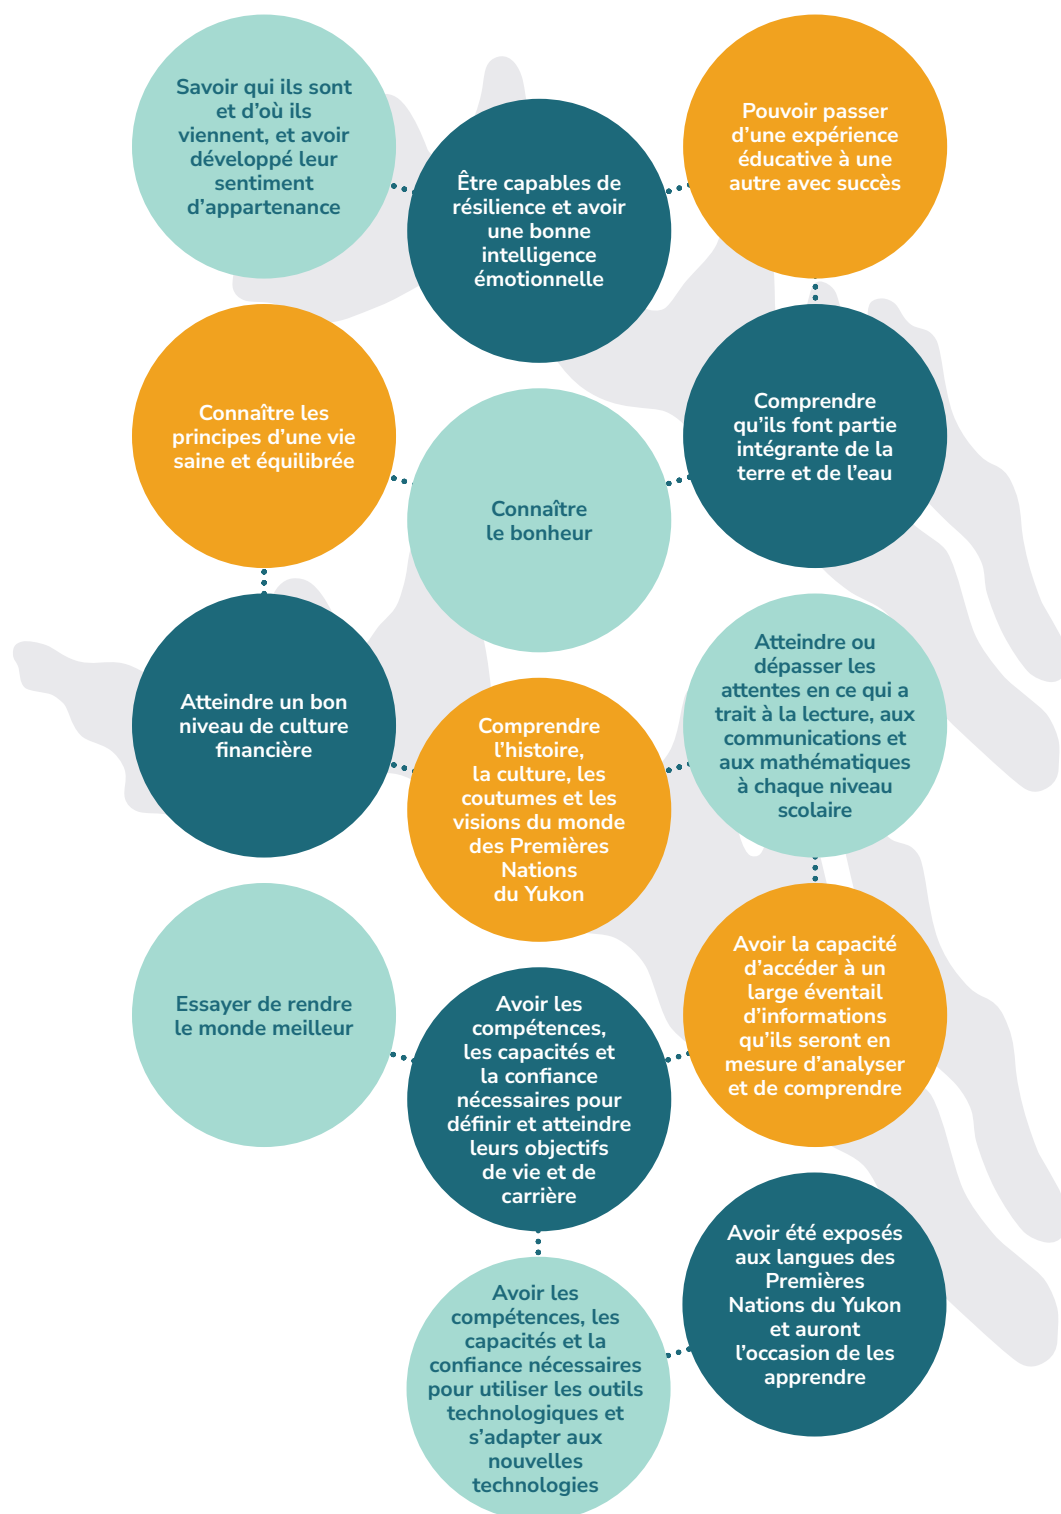 Savoir qui ils sont
et d’où ils
viennent, et avoir
développé leur
sentiment
d’appartenance
Être capables de
résilience et avoir
une bonne
intelligence
émotionnelle
Pouvoir passer
d’une expérience
éducative à une
autre avec succès
Comprendre
qu’ils font partie
intégrante de la
terre et de l’eau
Connaître
le bonheur
Connaître les
principes d’une vie
saine et équilibrée
Atteindre un bon
niveau de culture
financière
Comprendre
l’histoire,
la culture, les
coutumes et les
visions du monde
des Premières
Nations
du Yukon
Atteindre ou
dépasser les
attentes en ce qui a
trait à la lecture, aux
communications et
aux mathématiques
à chaque niveau
scolaire
Avoir la capacité
d’accéder à un
large éventail
d’informations
qu’ils seront en
mesure d’analyser
et de comprendre
Avoir les
compétences,
les capacités et
la confiance
nécessaires pour
définir et atteindre
leurs objectifs
de vie et de
carrière
Essayer de rendre
le monde meilleur
Avoir les
compétences, les
capacités et la
confiance nécessaires
pour utiliser les outils
technologiques et
s’adapter aux
nouvelles
technologies
Avoir été exposés
aux langues des
Premières
Nations du Yukon
et auront
l’occasion de les
apprendre